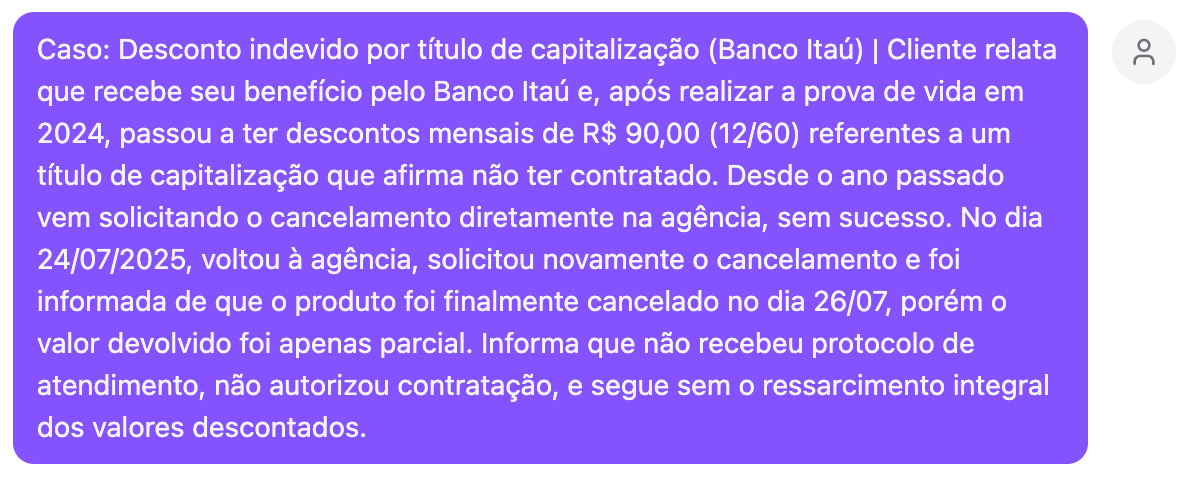 Caso: Desconto indevido por título de capitalização (Banco Itaú) | Cliente relata
que recebe seu benefício pelo Banco Itaú e, após realizar a prova de vida em
2024, passou a ter descontos mensais de R$ 90,00 (12/60) referentes a um
título de capitalização que afirma não ter contratado. Desde o ano passado
vem solicitando o cancelamento diretamente na agência, sem sucesso. No dia
24/07/2025, voltou à agência, solicitou novamente o cancelamento e foi
informada de que o produto foi finalmente cancelado no dia 26/07, porém o
valor devolvido foi apenas parcial. Informa que não recebeu protocolo de
atendimento, não autorizou contratação, e segue sem o ressarcimento integral
dos valores descontados.